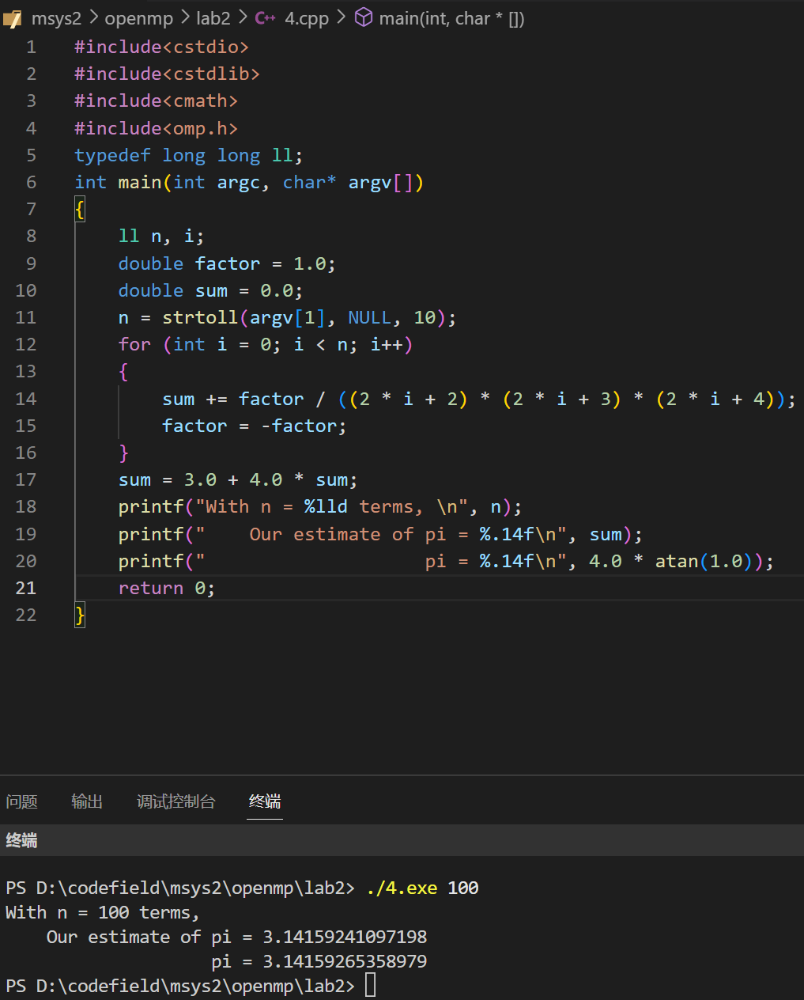 msys2 > openmp > lab2 > C++ 4.cpp > main(int, char * [])
1 #include<cstdio>
2 #include<cstdlib>
3 #include<cmath>
4 #include<omp.h>
5 typedef long long ll;
6 int main(int argc, char* argv[])
7 {
8     ll n, i;
9     double factor = 1.0;
10     double sum = 0.0;
11     n = strtoll(argv[1], NULL, 10);
12     for (int i = 0; i < n; i++)
13     {
14         sum += factor / ((2 * i + 2) * (2 * i + 3) * (2 * i + 4));
15         factor = -factor;
16     }
17     sum = 3.0 + 4.0 * sum;
18     printf("With n = %lld terms, \n", n);
19     printf("    Our estimate of pi = %.14f\n", sum);
20     printf("                    pi = %.14f\n", 4.0 * atan(1.0));
21     return 0;
22 }
问题 输出 调试控制台 终端
终端
PS D:\codefield\msys2\openmp\lab2> ./4.exe 100
With n = 100 terms,
    Our estimate of pi = 3.14159241097198
                    pi = 3.14159265358979
PS D:\codefield\msys2\openmp\lab2>